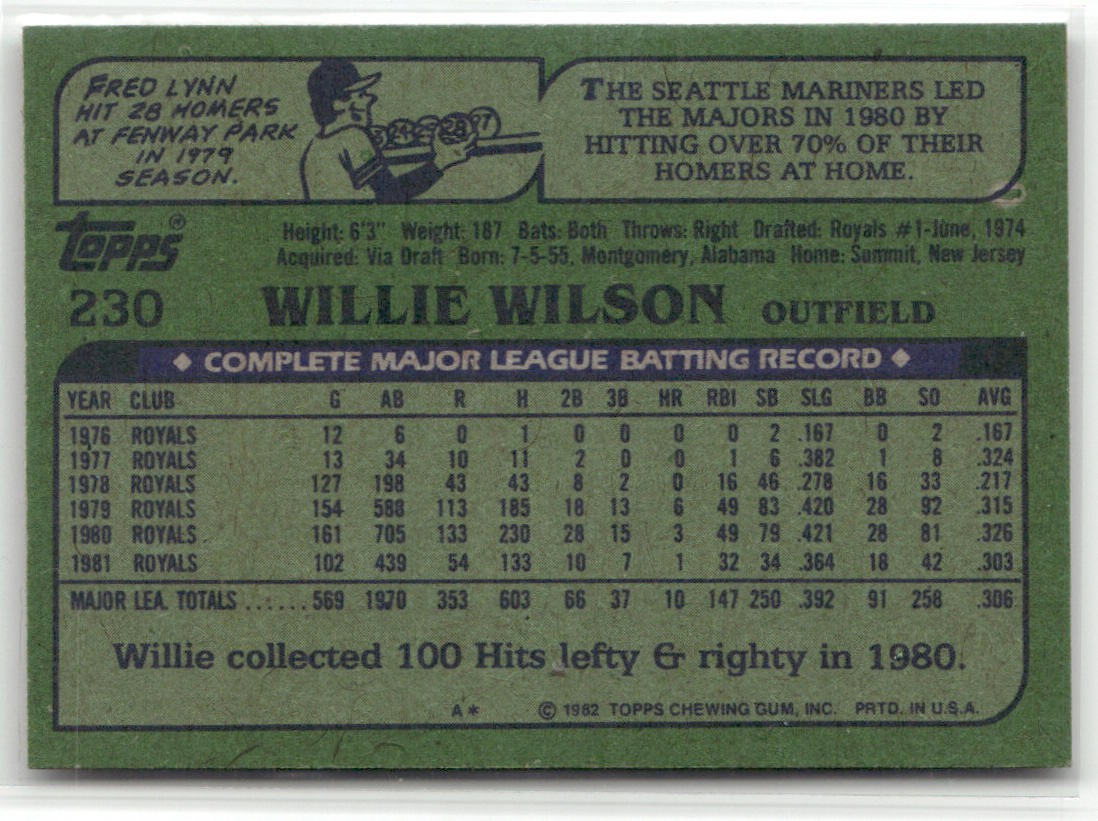 FRED LYNN
HIT 28 HOMERS
AT FENWAY PARK
IN 1979
SEASON.
THE SEATTLE MARINERS LED
THE MAJORS IN 1980 BY
HITTING OVER 70% OF THEIR
HOMERS AT HOME.
TOPPS®
Height: 6'3" Weight: 187 Bats: Both Throws: Right Drafted: Royals #1-June, 1974
Acquired: Via Draft Born: 7-5-55, Montgomery, Alabama Home: Summit, New Jersey
230 WILLIE WILSON OUTFIELD
◆ COMPLETE MAJOR LEAGUE BATTING RECORD ◆
YEAR CLUB G AB R H 2B 3B HR RBI SB SLG BB SO AVG
1976 ROYALS 12 6 0 1 0 0 0 0 2 .167 0 2 .167
1977 ROYALS 13 34 10 11 2 0 0 1 6 .382 1 8 .324
1978 ROYALS 127 198 43 43 8 2 0 16 46 .278 16 33 .217
1979 ROYALS 154 588 113 185 18 13 6 49 83 .420 28 92 .315
1980 ROYALS 161 705 133 230 28 15 3 49 79 .421 28 81 .326
1981 ROYALS 102 439 54 133 10 7 1 32 34 .364 18 42 .303
MAJOR LEA. TOTALS ...... 569 1970 353 603 66 37 10 147 250 .392 91 258 .306
Willie collected 100 Hits lefty & righty in 1980.
A* © 1982 TOPPS CHEWING GUM, INC. PRTD. IN U.S.A.